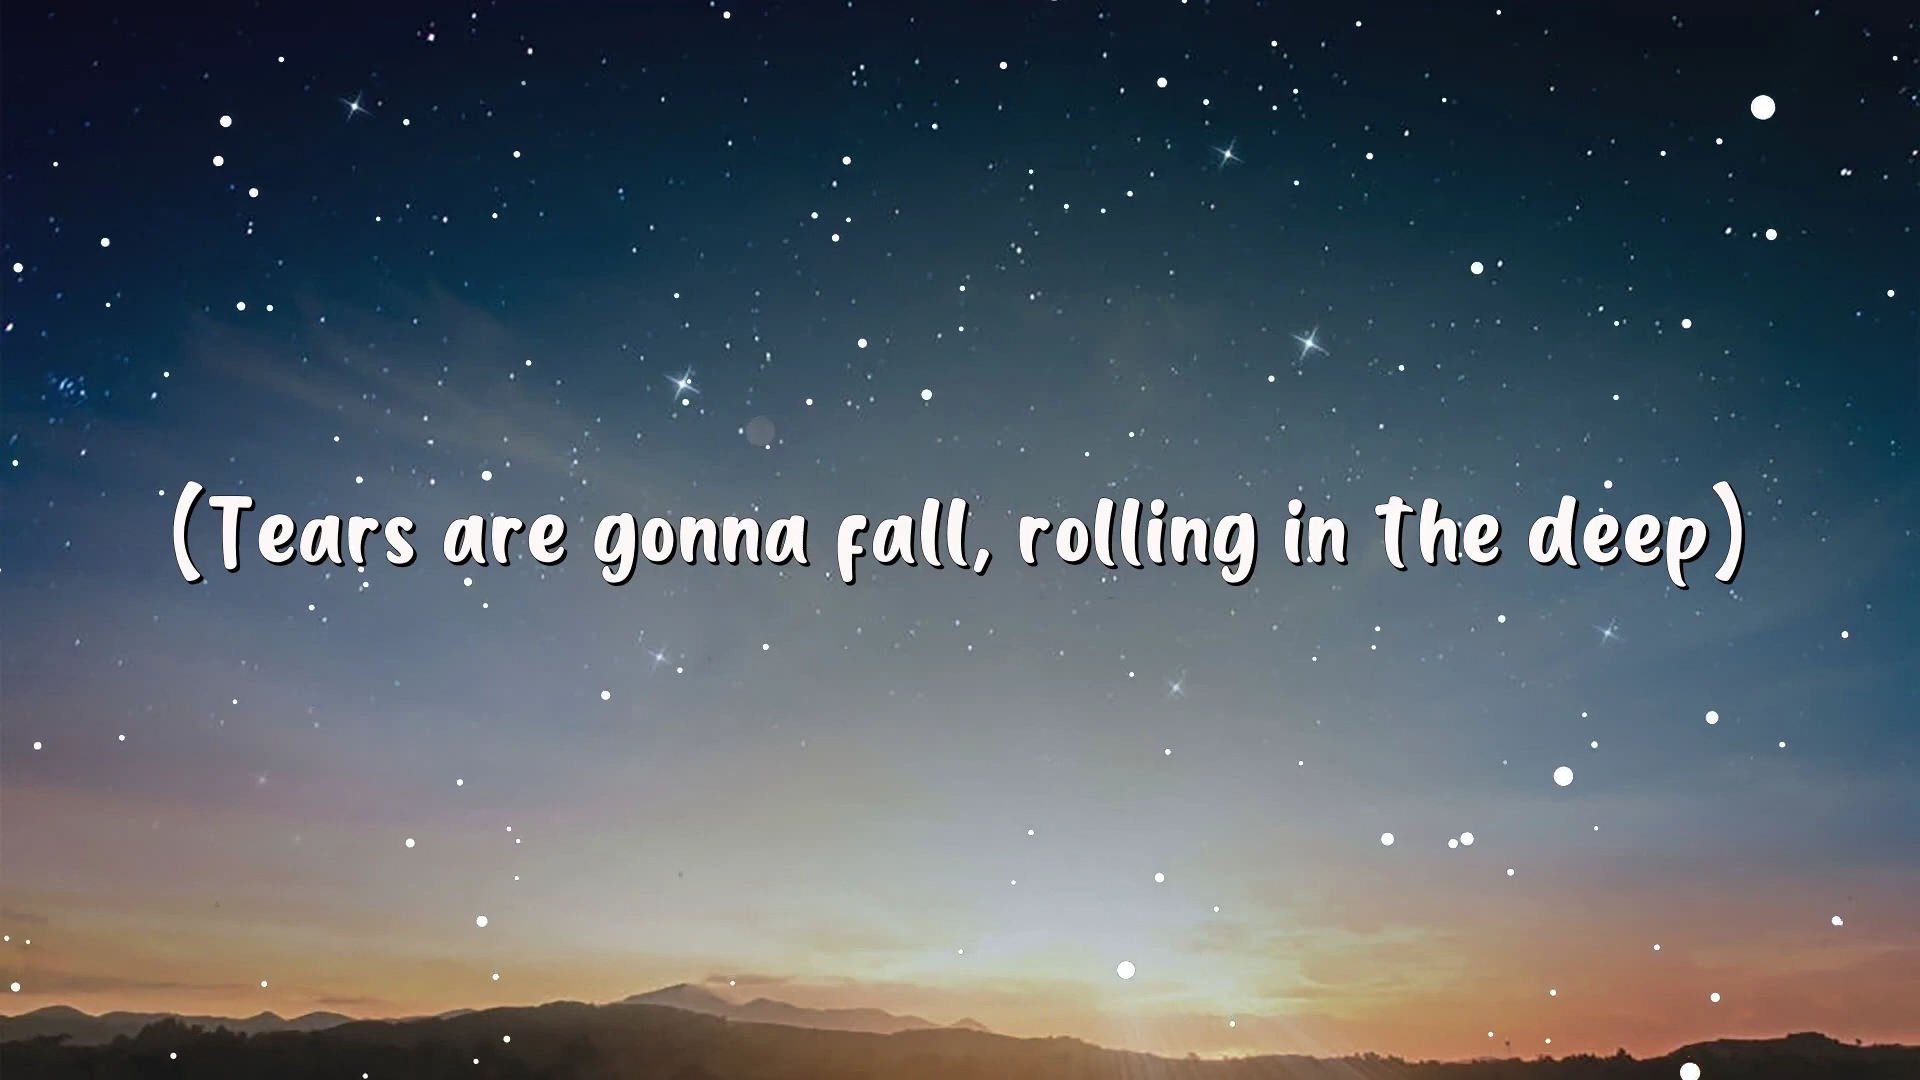 (Tears are gonna fall, rolling in the deep)